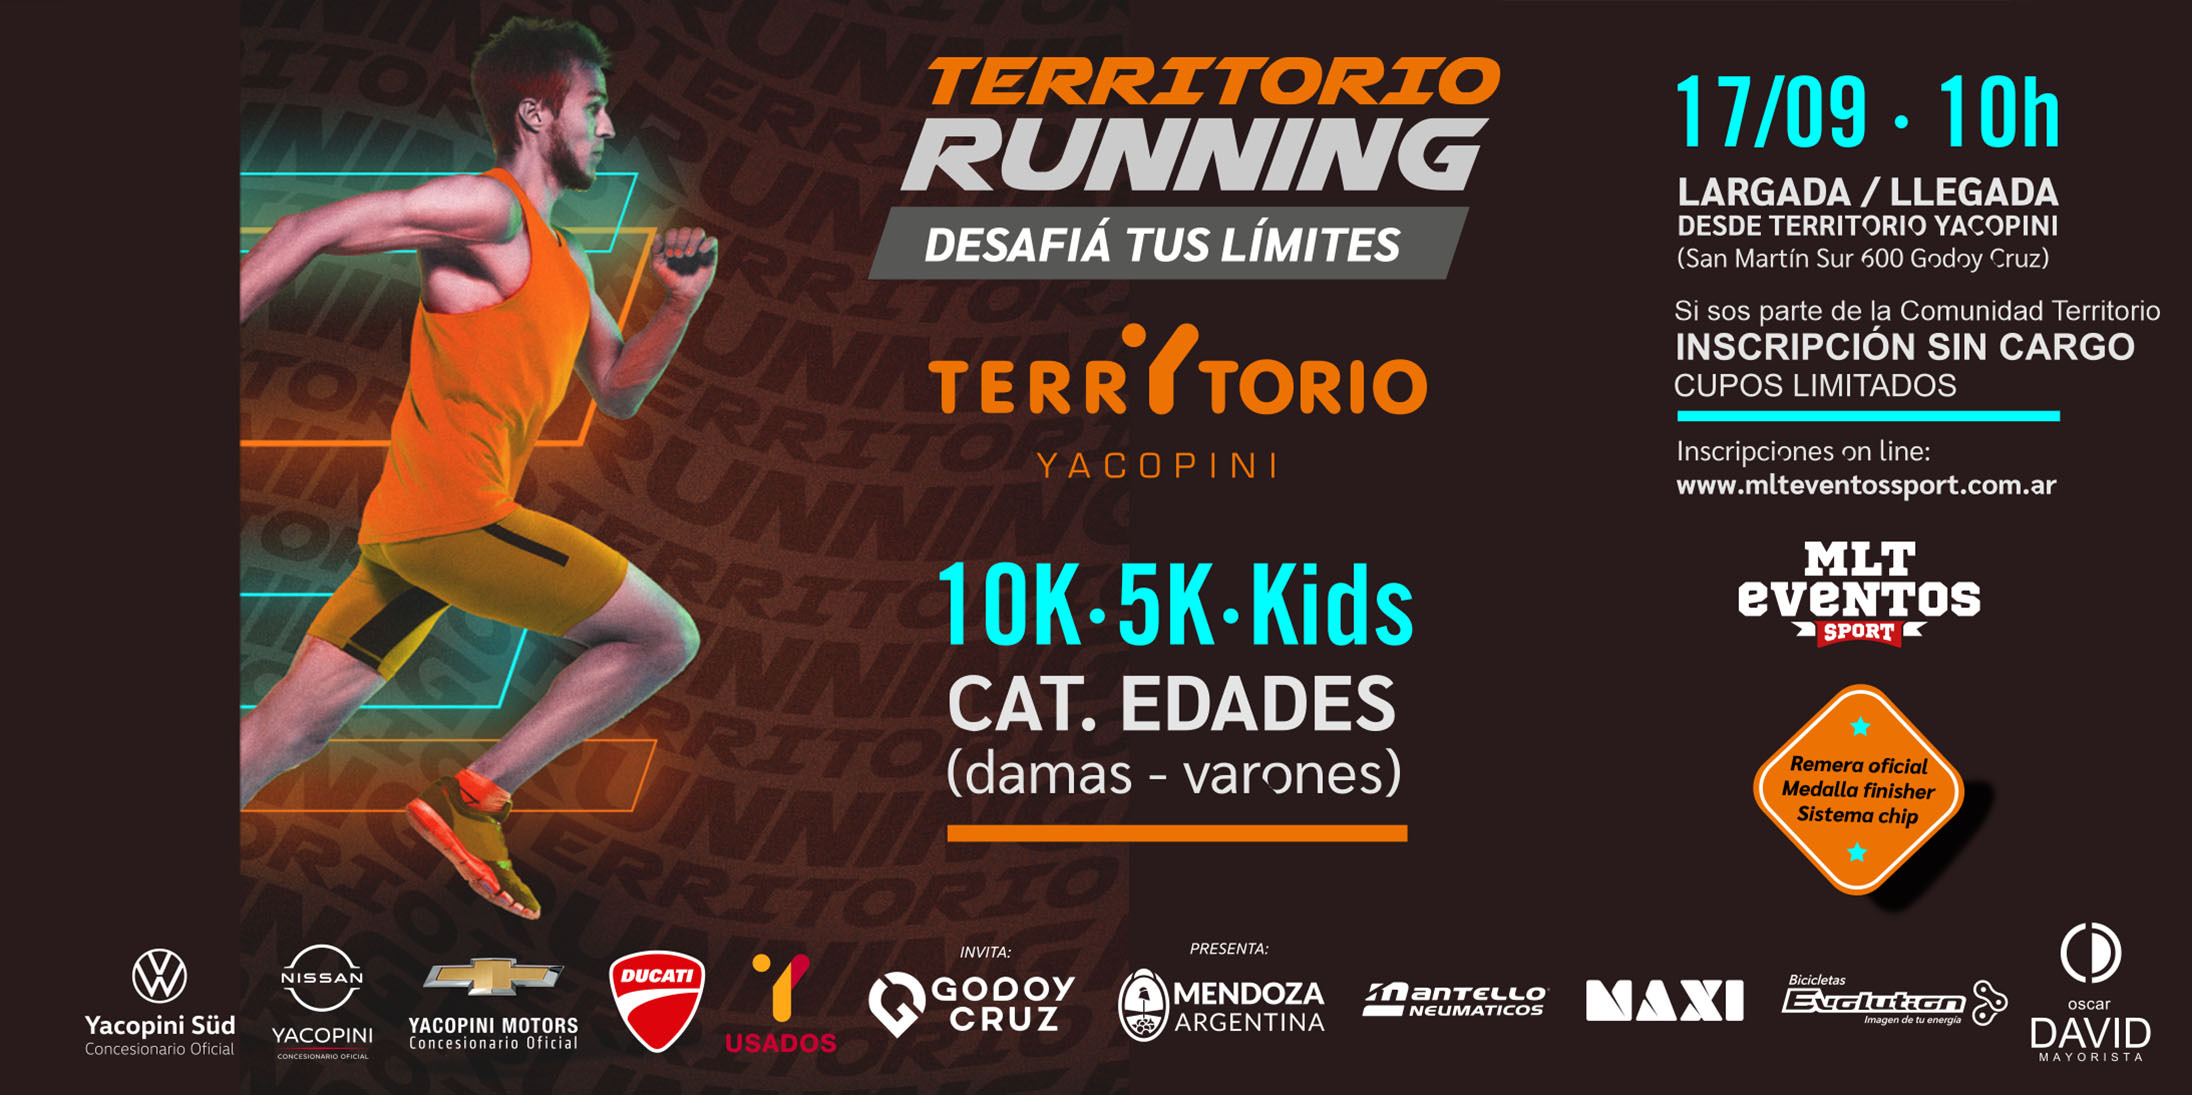 TERRITORIO
RUNNING
DESAFIÁ TUS LÍMITES
TERRYTORIO
YACOPINI
10K·5K·Kids
CAT. EDADES
(damas - varones)
17/09 · 10h
LARGADA / LLEGADA
DESDE TERRITORIO YACOPINI
(San Martín Sur 600 Godoy Cruz)
Si sos parte de la Comunidad Territorio
INSCRIPCIÓN SIN CARGO
CUPOS LIMITADOS
Inscripciones on line:
www.mlteventossport.com.ar
MLT
eVeNTOS
SPORT
Remera oficial
Medalla finisher
Sistema chip
Yacopini Süd
Concesionario Oficial
NISSAN
YACOPINI
CONCESIONARIO OFICIAL
YACOPINI MOTORS
Concesionario Oficial
DUCATI
USADOS
INVITA:
GODOY
CRUZ
PRESENTA:
MENDOZA
ARGENTINA
MANTELLO
NEUMATICOS
MAXI
Bicicletas
Evolution
Imagen de tu energía
oscar
DAVID
MAYORISTA